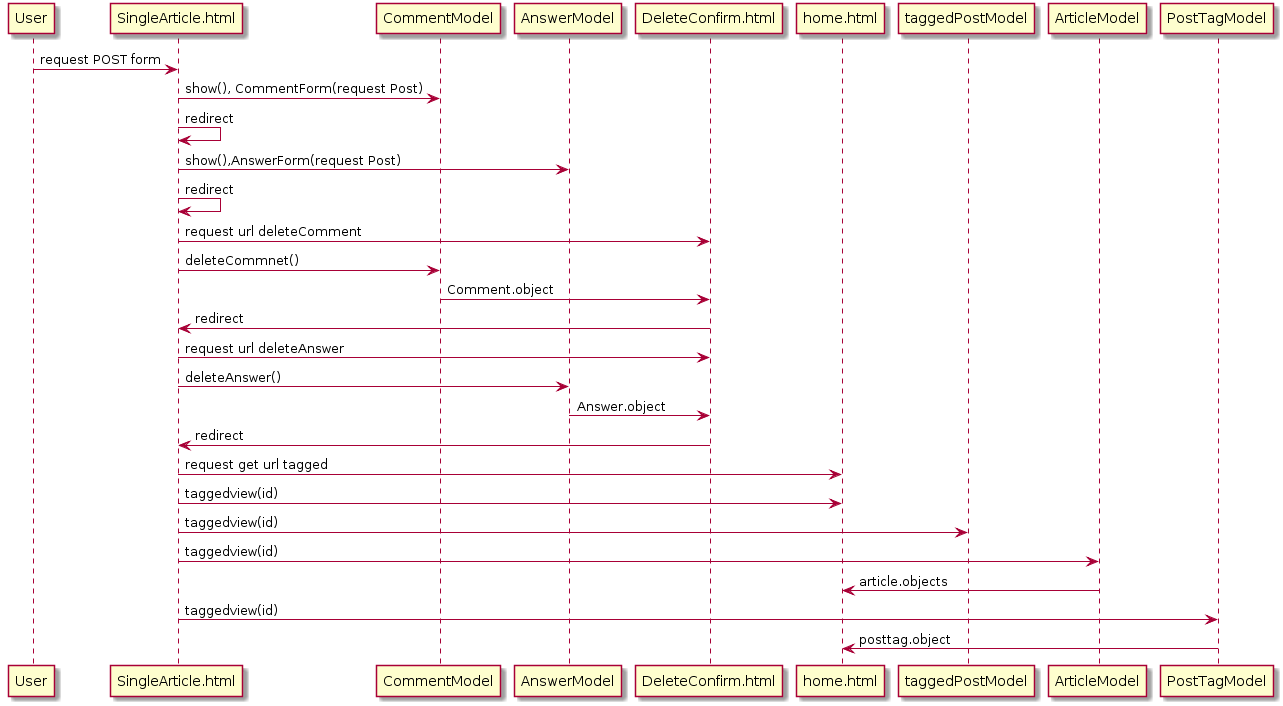 User SingleArticle.html CommentModel AnswerModel DeleteConfirm.html home.html taggedPostModel ArticleModel PostTagModel
request POST form
show(), CommentForm(request Post)
redirect
show(),AnswerForm(request Post)
redirect
request url deleteComment
deleteCommnet()
Comment.object
redirect
request url deleteAnswer
deleteAnswer()
Answer.object
redirect
request get url tagged
taggedview(id)
taggedview(id)
taggedview(id)
article.objects
taggedview(id)
posttag.object
User SingleArticle.html CommentModel AnswerModel DeleteConfirm.html home.html taggedPostModel ArticleModel PostTagModel